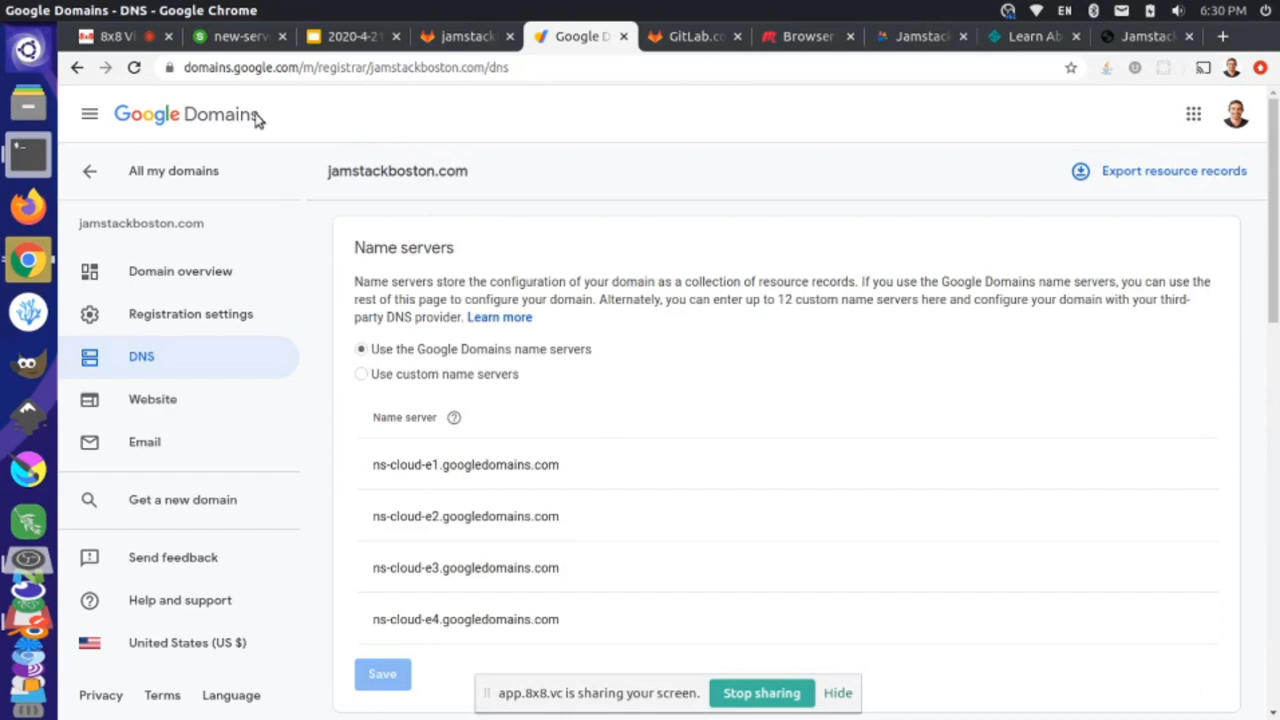 Google Domains - DNS - Google Chrome
EN
6:30 PM
8x8 Vi
new-serv
2020-4-21
jamstack
Google D
GitLab.co
Browser
Jamstack
Learn Ab
Jamstack
domains.google.com/m/registrar/jamstackboston.com/dns
Google Domains
All my domains
jamstackboston.com
Export resource records
jamstackboston.com
Domain overview
Registration settings
DNS
Website
Email
Get a new domain
Send feedback
Help and support
United States (US $)
Privacy Terms Language
Name servers
Name servers store the configuration of your domain as a collection of resource records. If you use the Google Domains name servers, you can use the
rest of this page to configure your domain. Alternately, you can enter up to 12 custom name servers here and configure your domain with your third-
party DNS provider. Learn more
Use the Google Domains name servers
Use custom name servers
Name server
ns-cloud-e1.googledomains.com
ns-cloud-e2.googledomains.com
ns-cloud-e3.googledomains.com
ns-cloud-e4.googledomains.com
Save
app.8x8.vc is sharing your screen.
Stop sharing
Hide